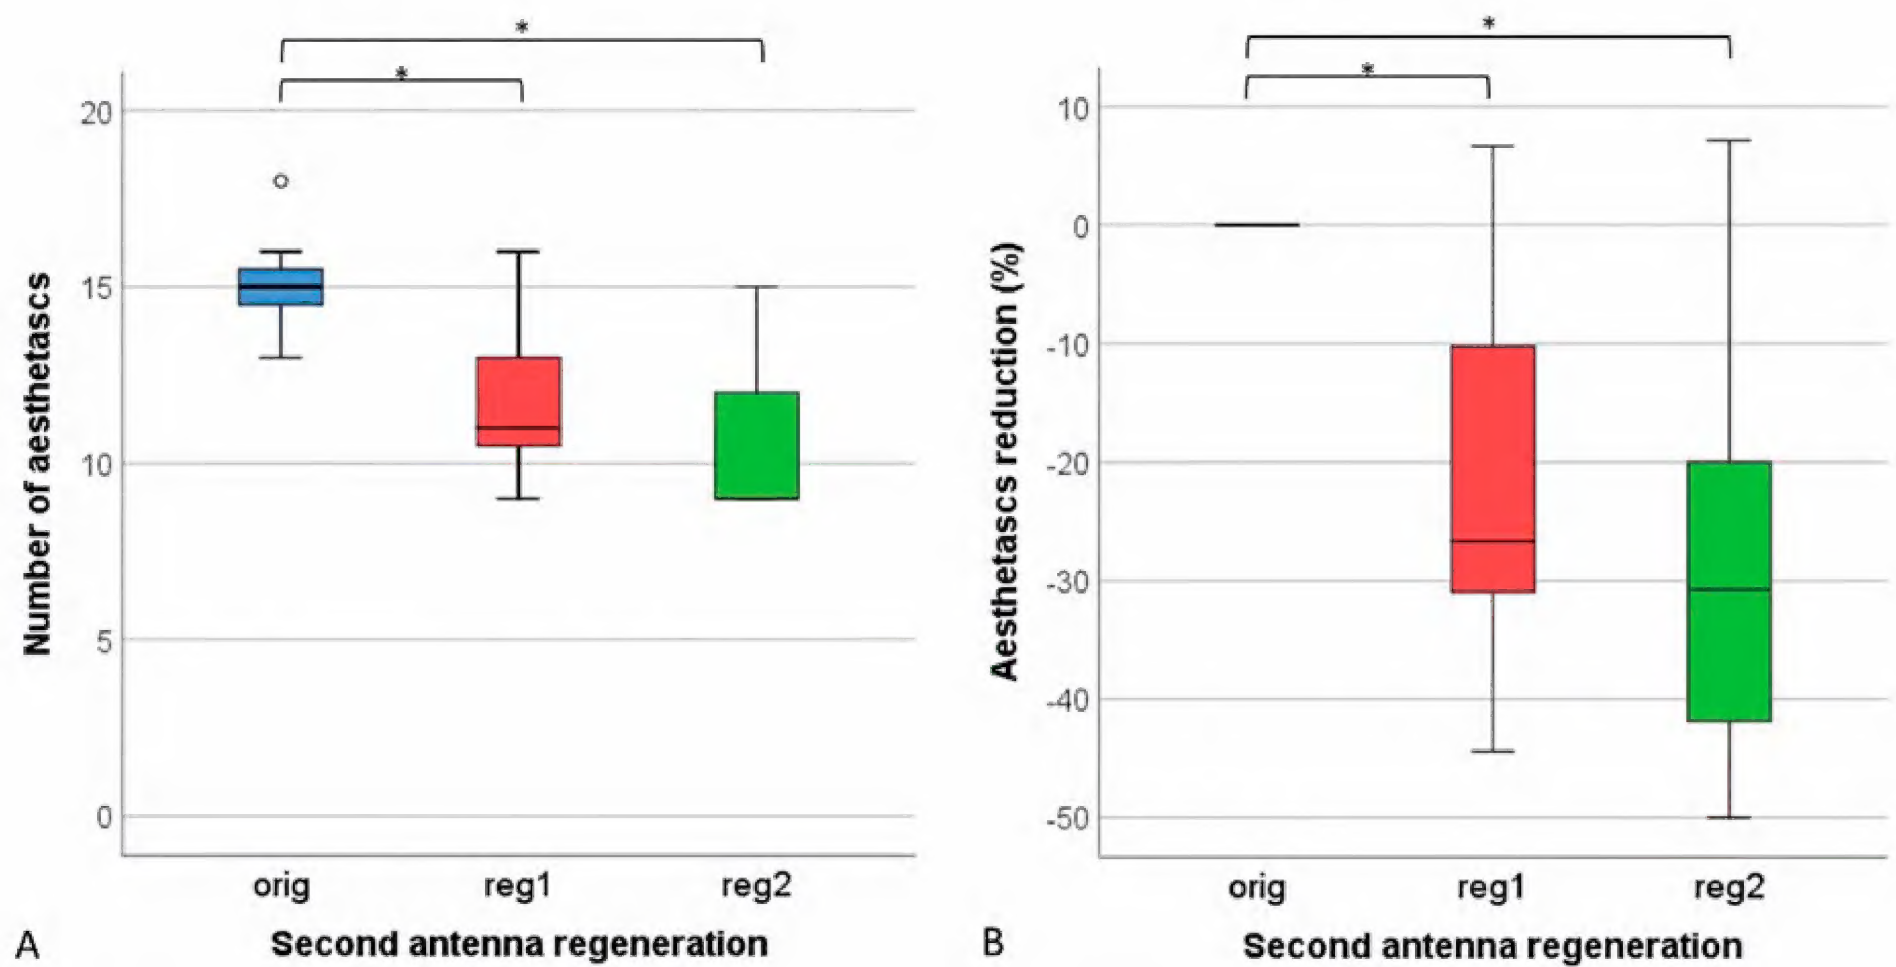 *
*
20
15
10
5
0
Number of aesthetascs
orig reg1 reg2
Second antenna regeneration
A
*
*
10
0
-10
-20
-30
-40
-50
Aesthetascs reduction (%)
orig reg1 reg2
Second antenna regeneration
B